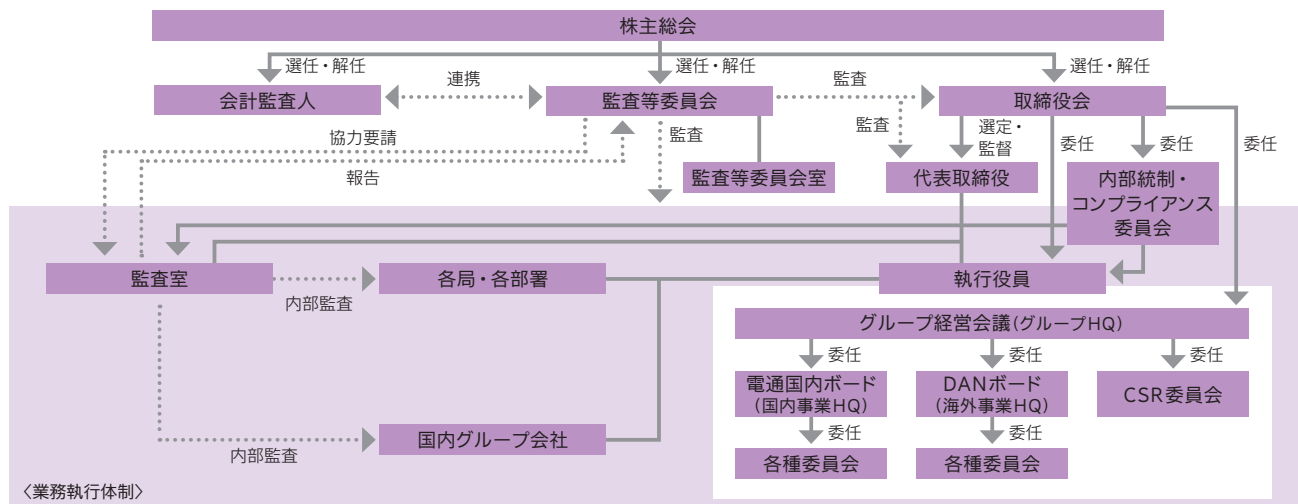 株主総会
選任・解任
選任・解任
選任・解任
会計監査人
連携
監査等委員会
監査
取締役会
協力要請
監査
監査
選定・
監督
委任
委任
委任
報告
監査等委員会室
代表取締役
内部統制・
コンプライアンス
委員会
監査室
内部監査
各局・各部署
執行役員
グループ経営会議(グループHQ)
委任
委任
委任
電通国内ボード
(国内事業HQ)
DANボード
(海外事業HQ)
CSR委員会
委任
委任
内部監査
国内グループ会社
各種委員会
各種委員会
〈業務執行体制〉